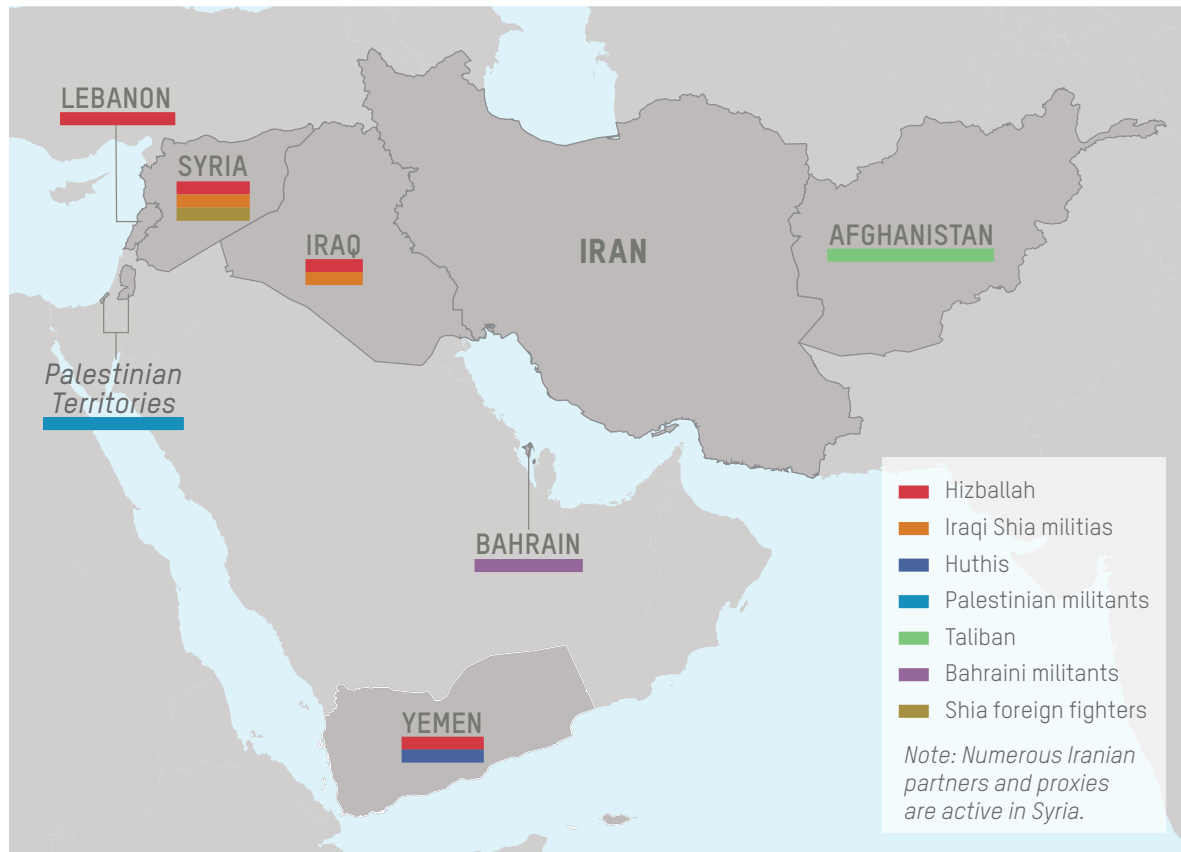 LEBANON
SYRIA
IRAQ
IRAN
AFGHANISTAN
Palestinian
Territories
BAHRAIN
YEMEN
Hizballah
Iraqi Shia militias
Huthis
Palestinian militants
Taliban
Bahraini militants
Shia foreign fighters
Note: Numerous Iranian
partners and proxies
are active in Syria.